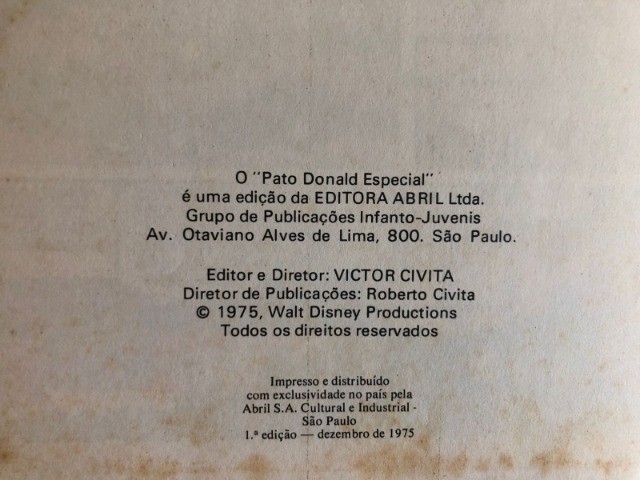 O "Pato Donald Especial"
é uma edição da EDITORA ABRIL Ltda.
Grupo de Publicações Infanto-Juvenis
Av. Otaviano Alves de Lima, 800. São Paulo.
Editor e Diretor: VICTOR CIVITA
Diretor de Publicações: Roberto Civita
© 1975, Walt Disney Productions
Todos os direitos reservados
Impresso e distribuído
com exclusividade no país pela
Abril S.A. Cultural e Industrial -
São Paulo
1.ª edição — dezembro de 1975